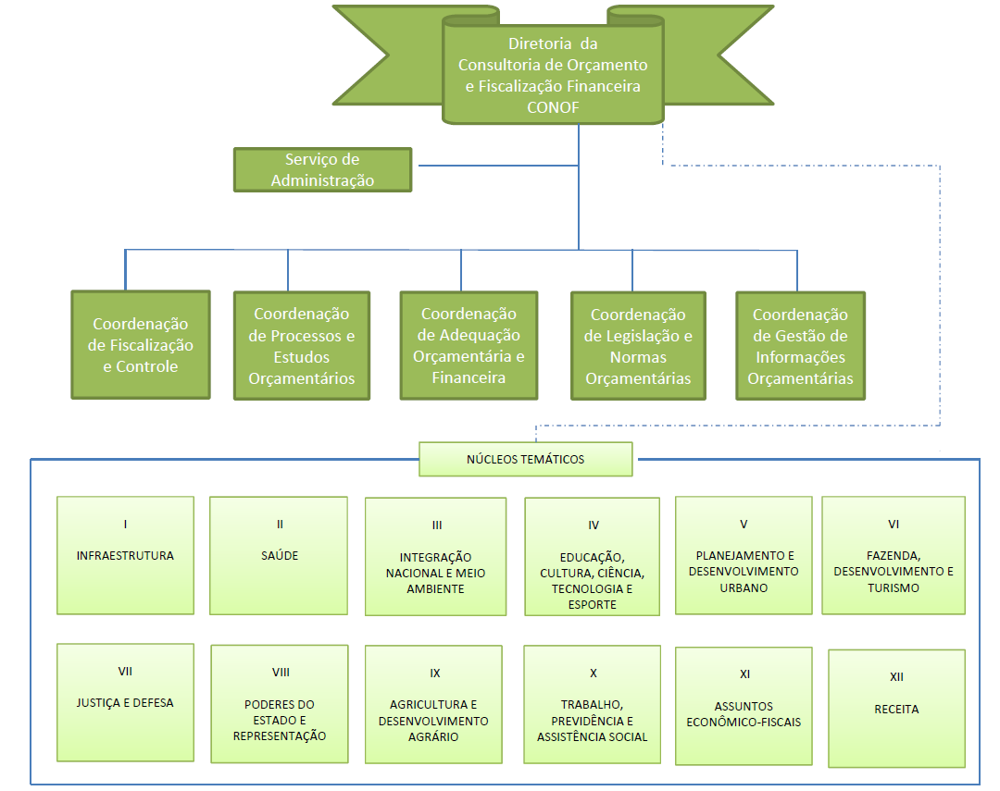 Diretoria da
Consultoria de Orçamento
e Fiscalização Financeira
CONOF
Serviço de
Administração
Coordenação
de Fiscalização
e Controle
Coordenação
de Processos e
Estudos
Orçamentários
Coordenação
de Adequação
Orçamentária e
Financeira
Coordenação
de Legislação e
Normas
Orçamentárias
Coordenação
de Gestão de
Informações
Orçamentárias
NÚCLEOS TEMÁTICOS
I
INFRAESTRUTURA
II
SAÚDE
III
INTEGRAÇÃO
NACIONAL E MEIO
AMBIENTE
IV
EDUCAÇÃO,
CULTURA, CIÊNCIA,
TECNOLOGIA E
ESPORTE
V
PLANEJAMENTO E
DESENVOLVIMENTO
URBANO
VI
FAZENDA,
DESENVOLVIMENTO E
TURISMO
VII
JUSTIÇA E DEFESA
VIII
PODERES DO
ESTADO E
REPRESENTAÇÃO
IX
AGRICULTURA E
DESENVOLVIMENTO
AGRÁRIO
X
TRABALHO,
PREVIDÊNCIA E
ASSISTÊNCIA SOCIAL
XI
ASSUNTOS
ECONÔMICO-FISCAIS
XII
RECEITA